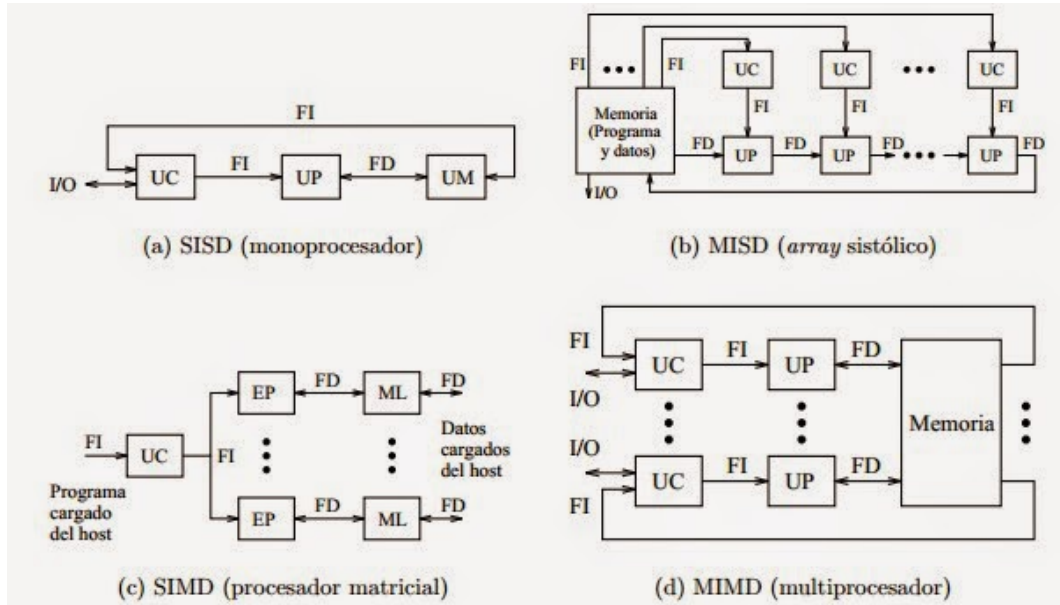 FI
I/O
UC
FI
UP
FD
UM
(a) SISD (monoprocesador)
FI
FI
UC
UC
UC
Memoria
(Programa
y datos)
FI
FI
FI
FD
UP
FD
UP
FD
UP
FD
I/O
(b) MISD (array sistólico)
FI
UC
FI
EP
FD
ML
FD
Programa
cargado
del host
Datos
cargados
del host
EP
FD
ML
FD
(c) SIMD (procesador matricial)
FI
I/O
UC
FI
UP
FD
Memoria
I/O
FI
UC
FI
UP
FD
(d) MIMD (multiprocesador)